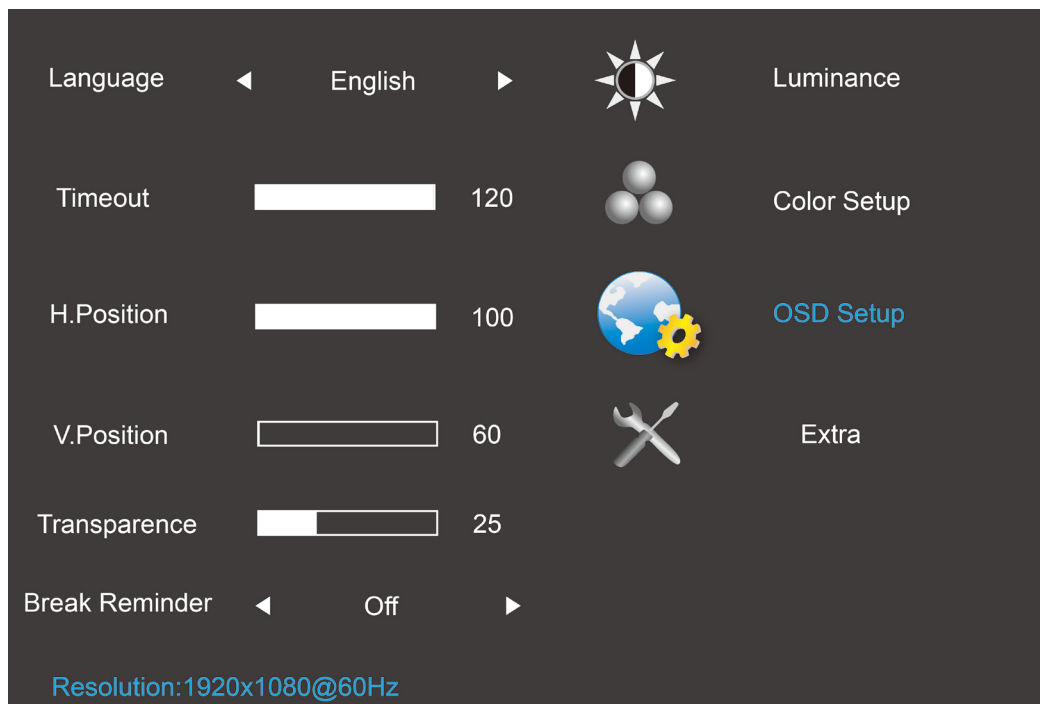 Language English Luminance
Timeout 120 Color Setup
H.Position 100 OSD Setup
V.Position 60 Extra
Transparence 25
Break Reminder Off
Resolution:1920x1080@60Hz